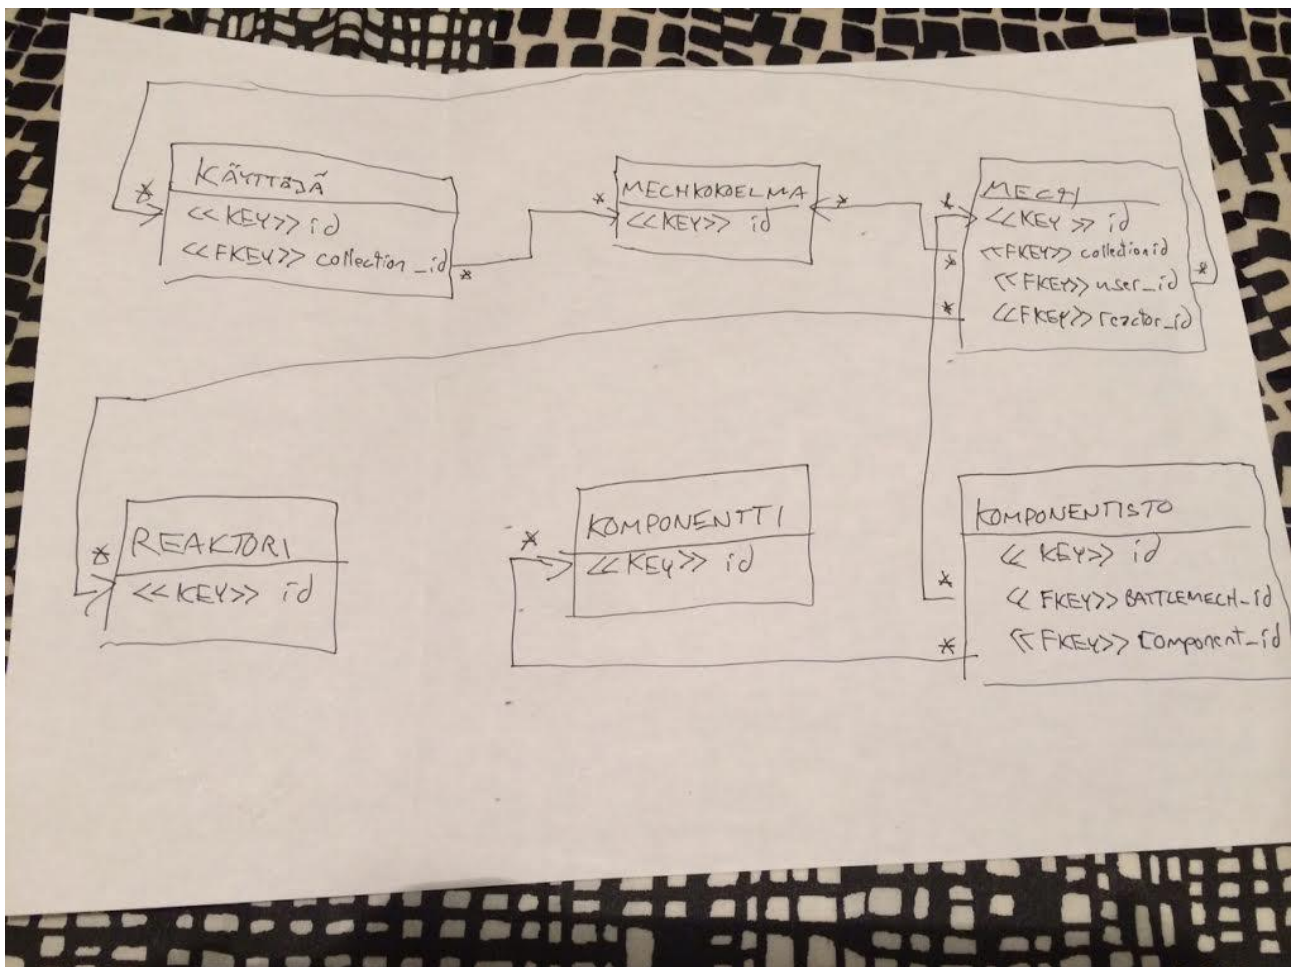 KÄYTTÄJÄ
<<KEY>> id
<<FKEY>> collection_id
*
*
MECHKOKOELMA
<<KEY>> id
*
*
MECH
<<KEY>> id
<<FKEY>> collectionid
<<FKEY>> user_id
<<FKEY>> reactor_id
*
*
*
*
REAKTORI
<<KEY>> id
*
KOMPONENTTI
<<KEY>> id
*
KOMPONENTISTO
<<KEY>> id
<<FKEY>> BATTLEMECH_id
<<FKEY>> Component_id
*
*